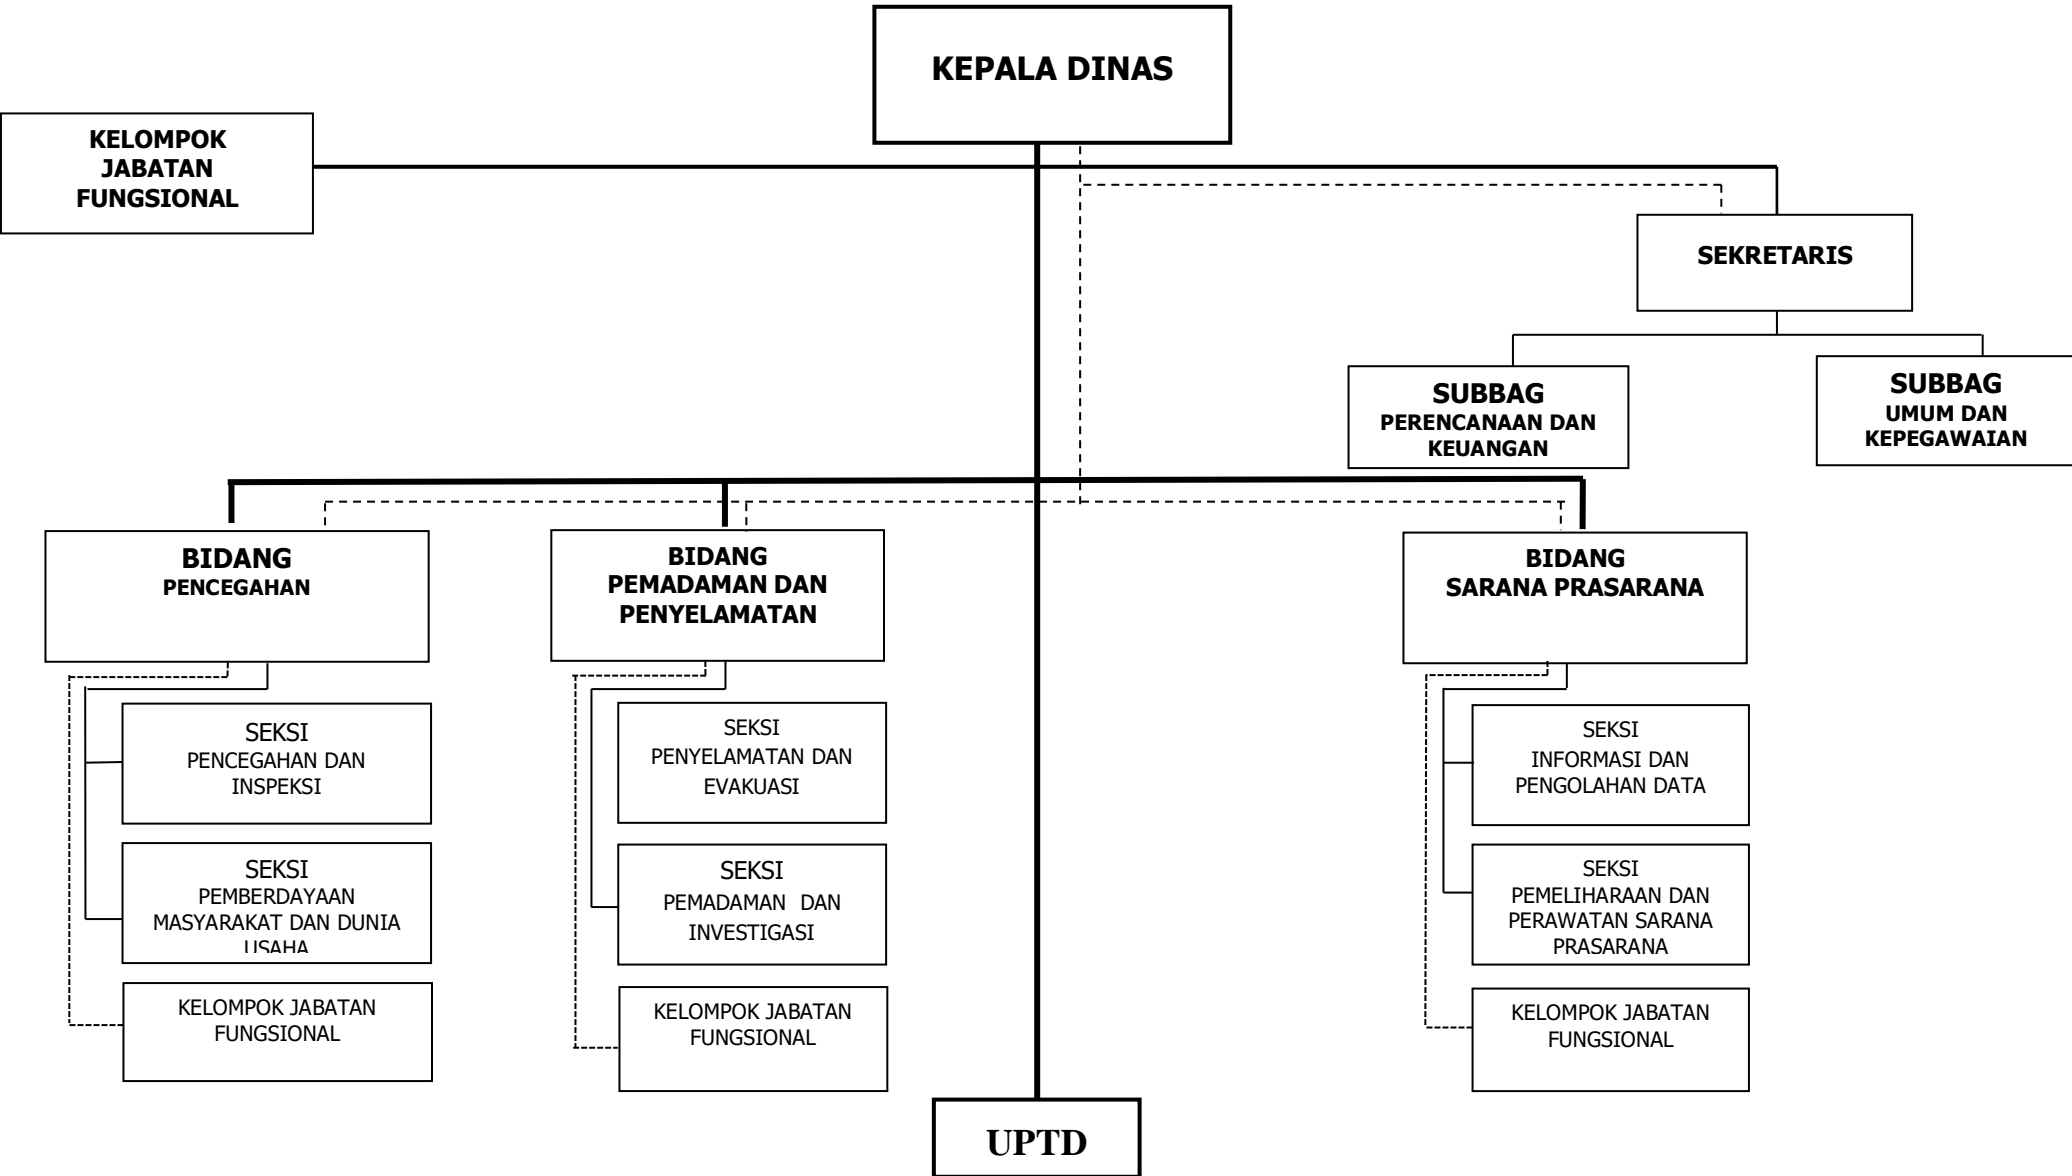 KEPALA DINAS
KELOMPOK
JABATAN
FUNGSIONAL
SEKRETARIS
SUBBAG
PERENCANAAN DAN
KEUANGAN
SUBBAG
UMUM DAN
KEPEGAWAIAN
BIDANG
PENCEGAHAN
BIDANG
PEMADAMAN DAN
PENYELAMATAN
BIDANG
SARANA PRASARANA
SEKSI
PENCEGAHAN DAN
INSPEKSI
SEKSI
PEMBERDAYAAN
MASYARAKAT DAN DUNIA
USAHA
KELOMPOK JABATAN
FUNGSIONAL
SEKSI
PENYELAMATAN DAN
EVAKUASI
SEKSI
PEMADAMAN DAN
INVESTIGASI
KELOMPOK JABATAN
FUNGSIONAL
SEKSI
INFORMASI DAN
PENGOLAHAN DATA
SEKSI
PEMELIHARAAN DAN
PERAWATAN SARANA
PRASARANA
KELOMPOK JABATAN
FUNGSIONAL
UPTD